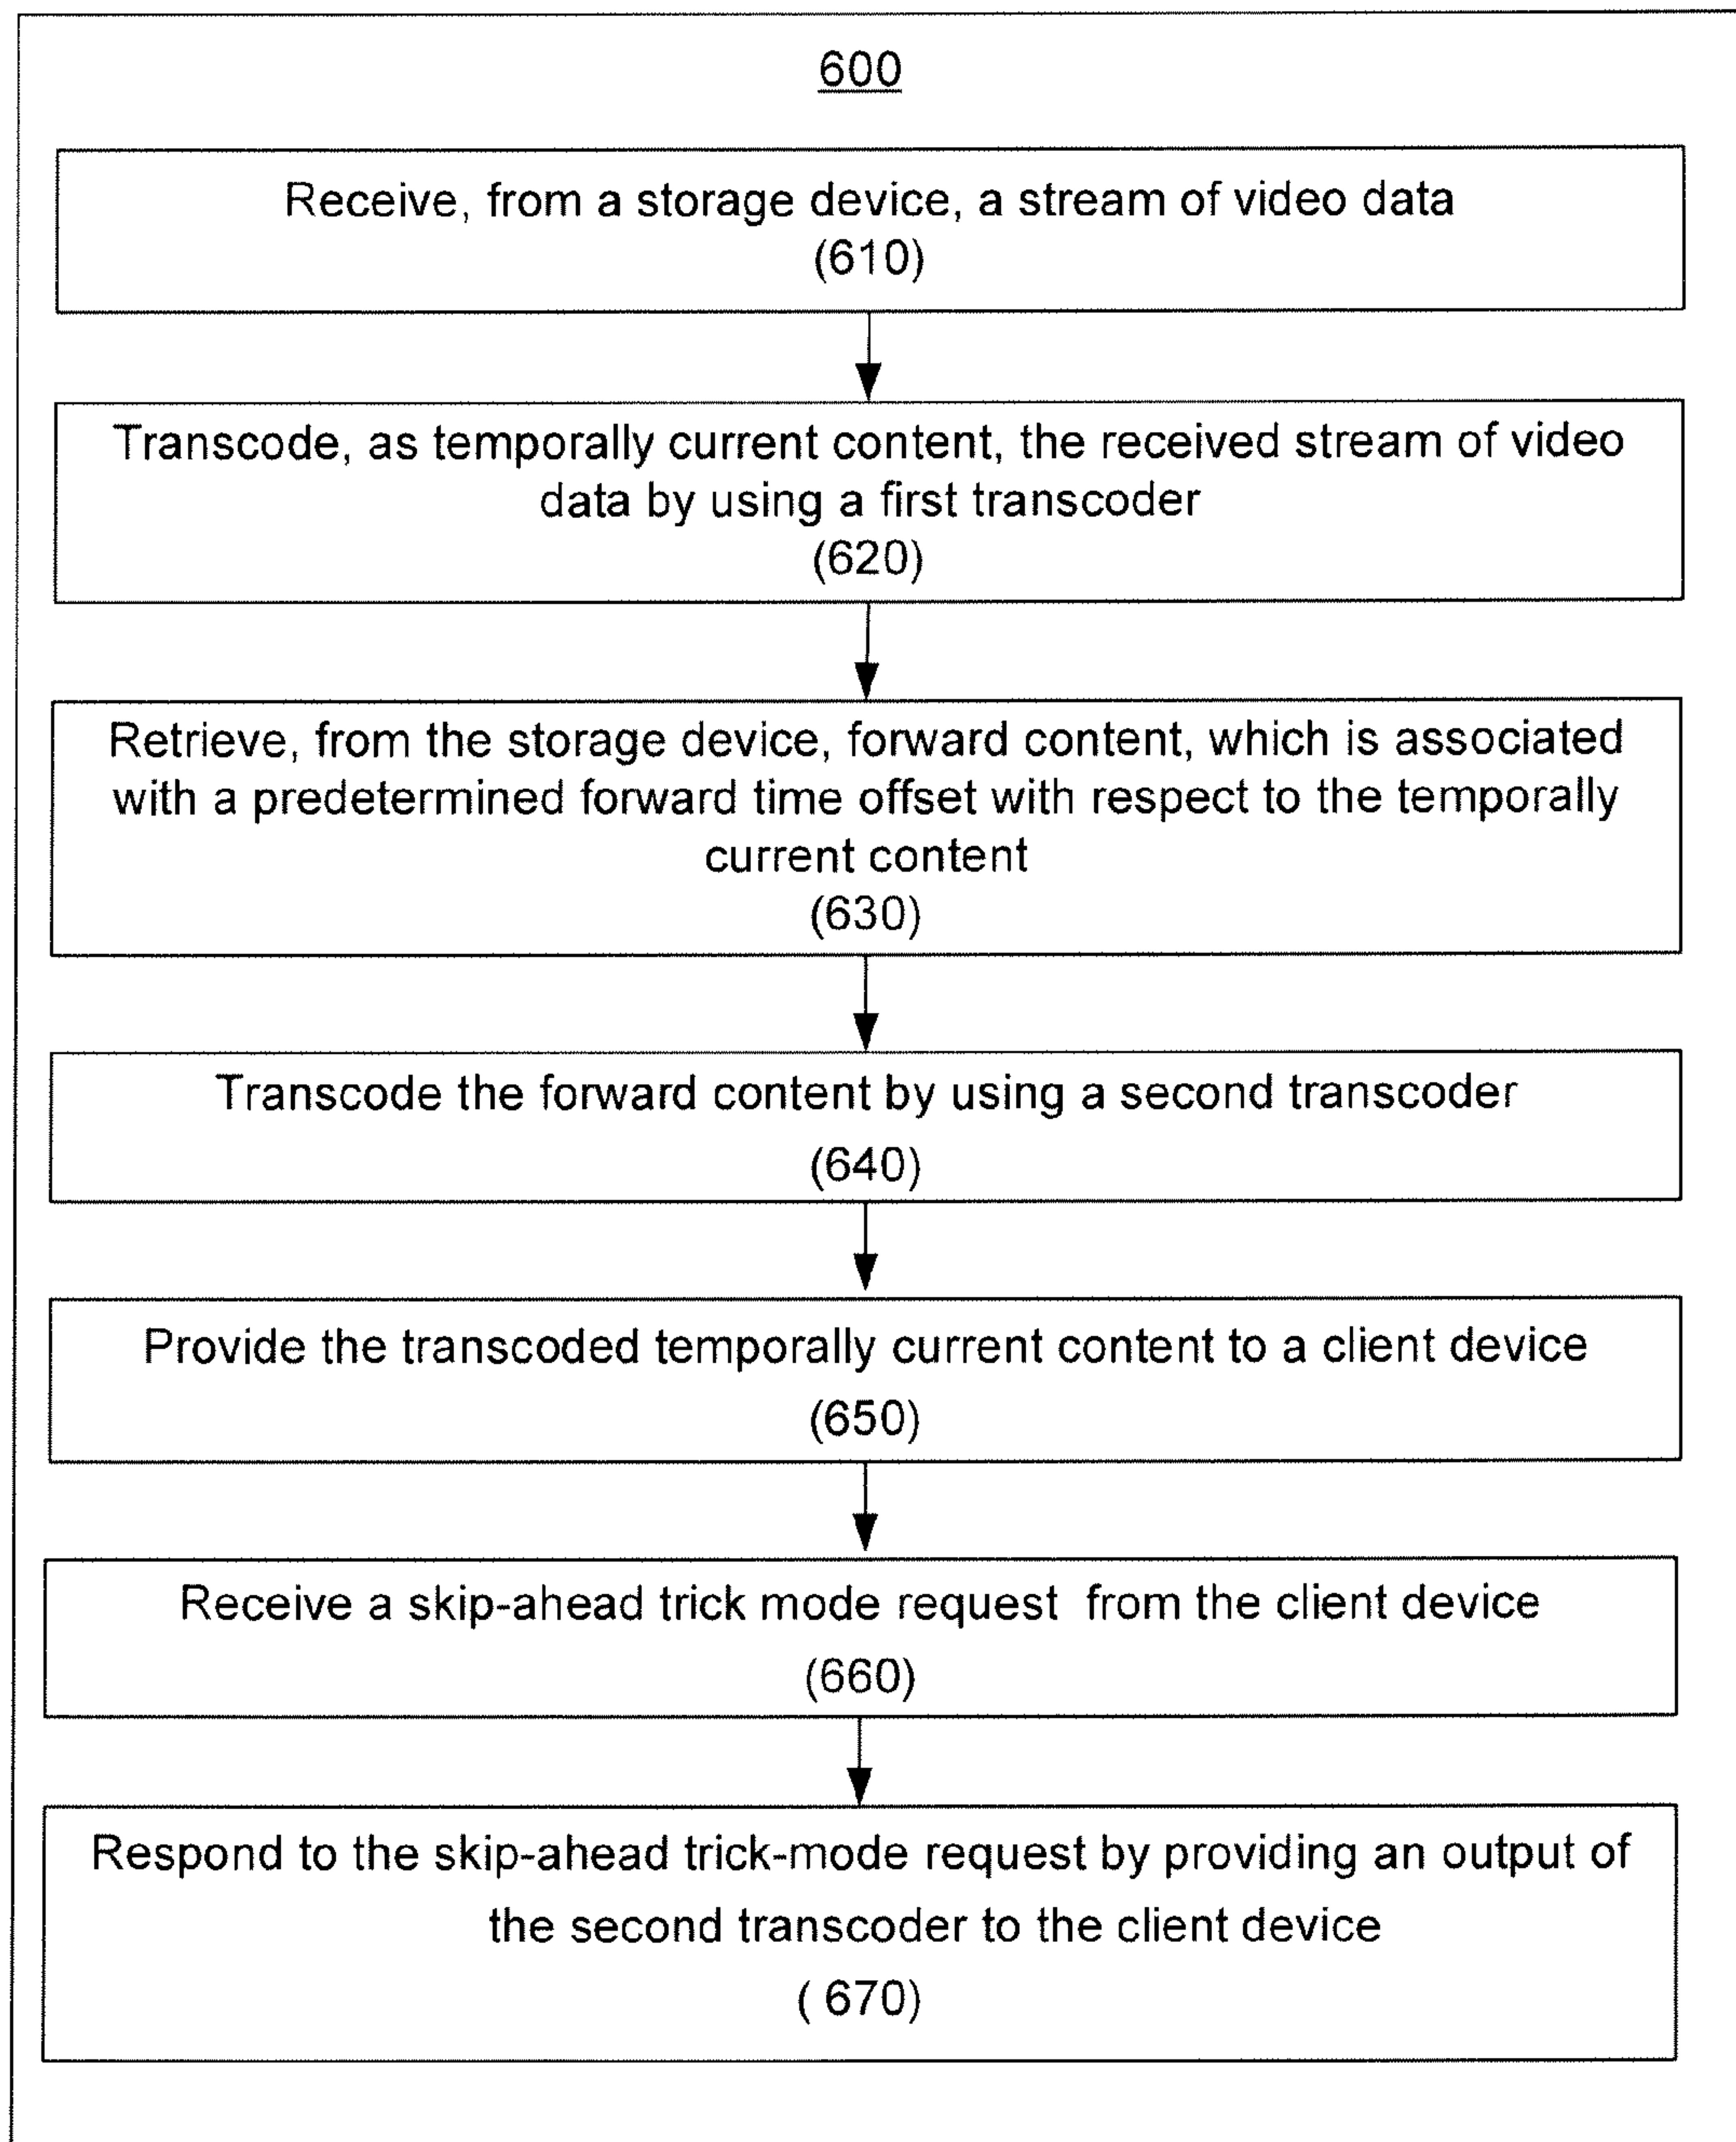 600
Receive, from a storage device, a stream of video data
(610)
Transcode, as temporally current content, the received stream of video
data by using a first transcoder
(620)
Retrieve, from the storage device, forward content, which is associated
with a predetermined forward time offset with respect to the temporally
current content
(630)
Transcode the forward content by using a second transcoder
(640)
Provide the transcoded temporally current content to a client device
(650)
Receive a skip-ahead trick mode request  from the client device
(660)
Respond to the skip-ahead trick-mode request by providing an output of
the second transcoder to the client device
( 670)